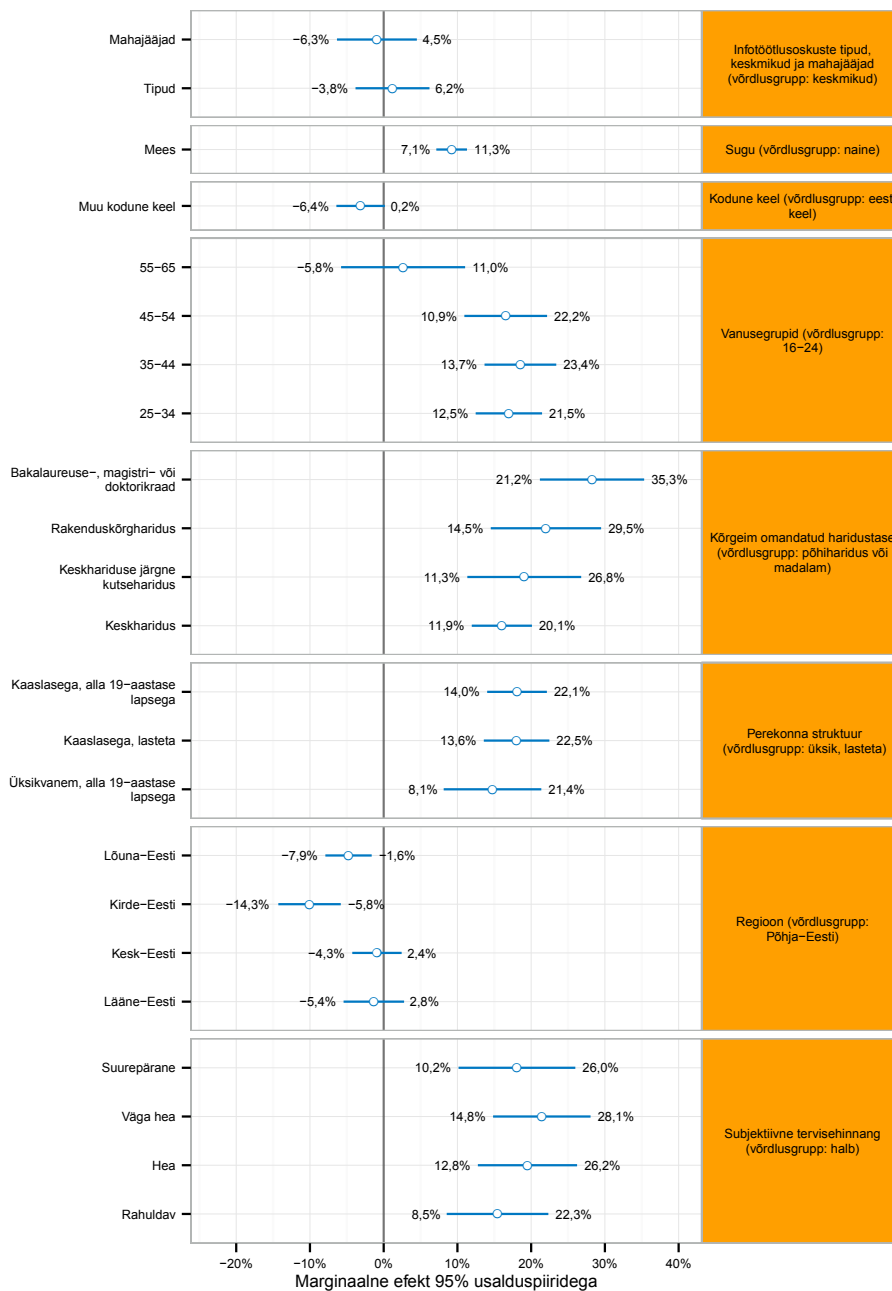 Mahajääjad
−6,3%
4,5%
Tipud
−3,8%
6,2%
Infotöötlusoskuste tipud,
keskmikud ja mahajääjad
(võrdlusgrupp: keskmikud)
Mees
7,1%
11,3%
Sugu (võrdlusgrupp: naine)
Muu kodune keel
−6,4%
0,2%
Kodune keel (võrdlusgrupp: eesti
keel)
55−65
−5,8%
11,0%
45−54
10,9%
22,2%
35−44
13,7%
23,4%
25−34
12,5%
21,5%
Vanusegrupid (võrdlusgrupp:
16−24)
Bakalaureuse−, magistri− või
doktorikraad
21,2%
35,3%
Rakenduskõrgharidus
14,5%
29,5%
Keskhariduse järgne
kutseharidus
11,3%
26,8%
Keskharidus
11,9%
20,1%
Kõrgeim omandatud haridustase
(võrdlusgrupp: põhiharidus või
madalam)
Kaaslasega, alla 19−aastase
lapsega
14,0%
22,1%
Kaaslasega, lasteta
13,6%
22,5%
Üksikvanem, alla 19−aastase
lapsega
8,1%
21,4%
Perekonna struktuur
(võrdlusgrupp: üksik, lasteta)
Lõuna−Eesti
−7,9%
−1,6%
Kirde−Eesti
−14,3%
−5,8%
Kesk−Eesti
−4,3%
2,4%
Lääne−Eesti
−5,4%
2,8%
Regioon (võrdlusgrupp:
Põhja−Eesti)
Suurepärane
10,2%
26,0%
Väga hea
14,8%
28,1%
Hea
12,8%
26,2%
Rahuldav
8,5%
22,3%
Subjektiivne tervisehinnang
(võrdlusgrupp: halb)
−20%
−10%
0%
10%
20%
30%
40%
Marginaalne efekt 95% usalduspiiridega